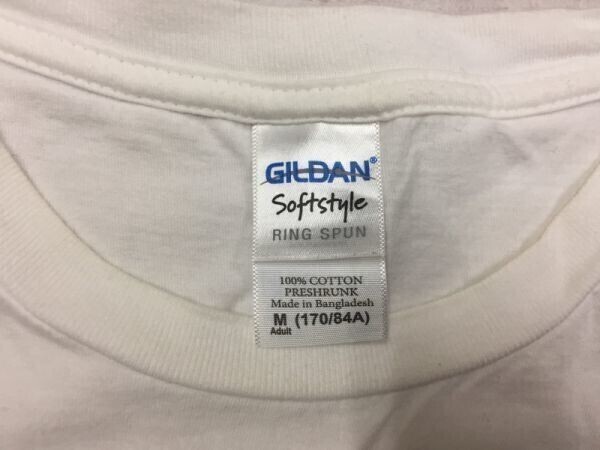 GILDAN®
Softstyle
RING SPUN
100% COTTON
PRESHRUNK
Made in Bangladesh
M (170/84A)
Adult